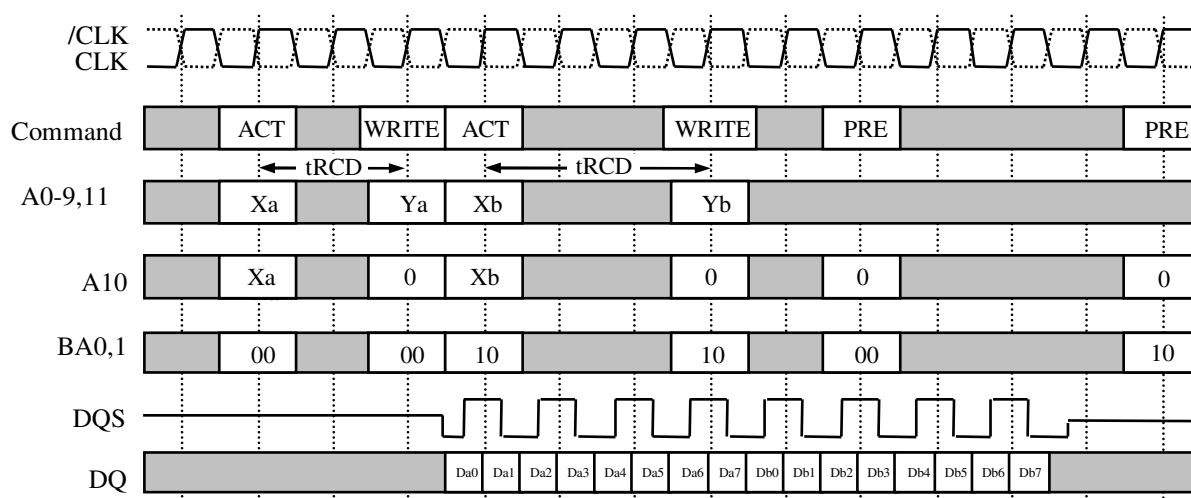 /CLK
CLK
Command ACT WRITE ACT WRITE PRE PRE
tRCD tRCD
A0-9,11 Xa Ya Xb Yb
A10 Xa 0 Xb 0 0 0
BA0,1 00 00 10 10 00 10
DQS
DQ Da0 Da1 Da2 Da3 Da4 Da5 Da6 Da7 Db0 Db1 Db2 Db3 Db4 Db5 Db6 Db7